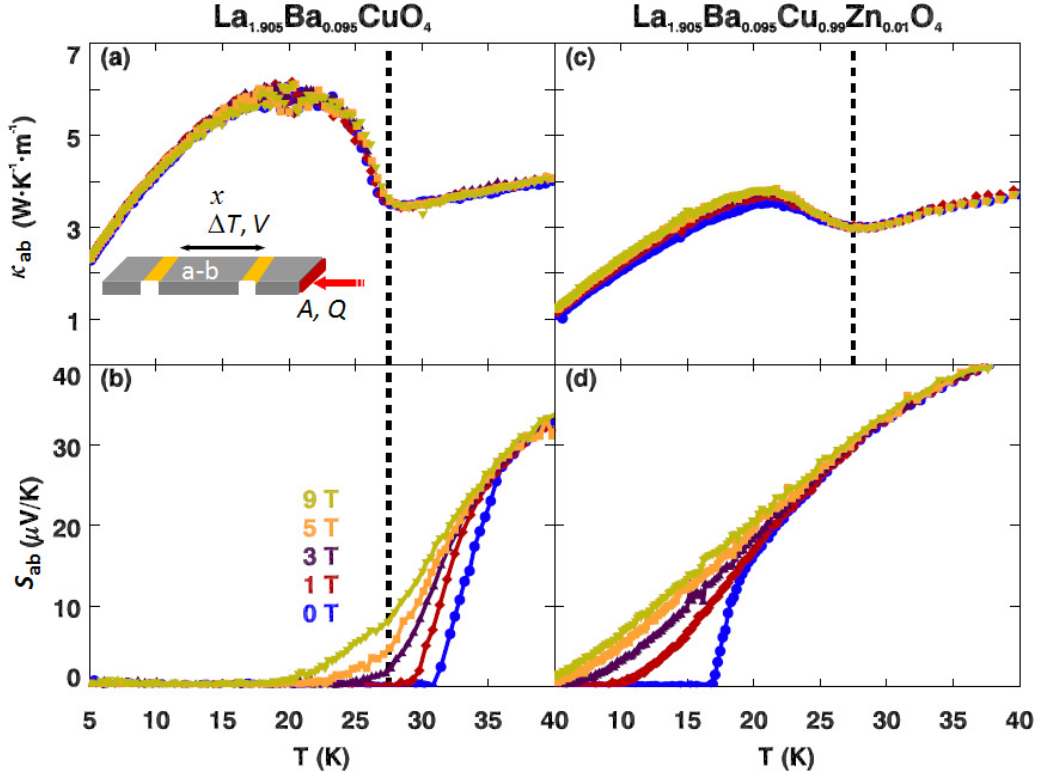 La₁.₉₀₅Ba₀.₀₉₅CuO₄
La₁.₉₀₅Ba₀.₀₉₅Cu₀.₉₉Zn₀.₀₁O₄
7
(a)
(c)
5
3
1
κab (W·K⁻¹·m⁻¹)
x
ΔT, V
a-b
A, Q
40
(b)
(d)
30
20
10
0
Sab (μV/K)
9 T
5 T
3 T
1 T
0 T
5 10 15 20 25 30 35 40 10 15 20 25 30 35 40
T (K)
T (K)